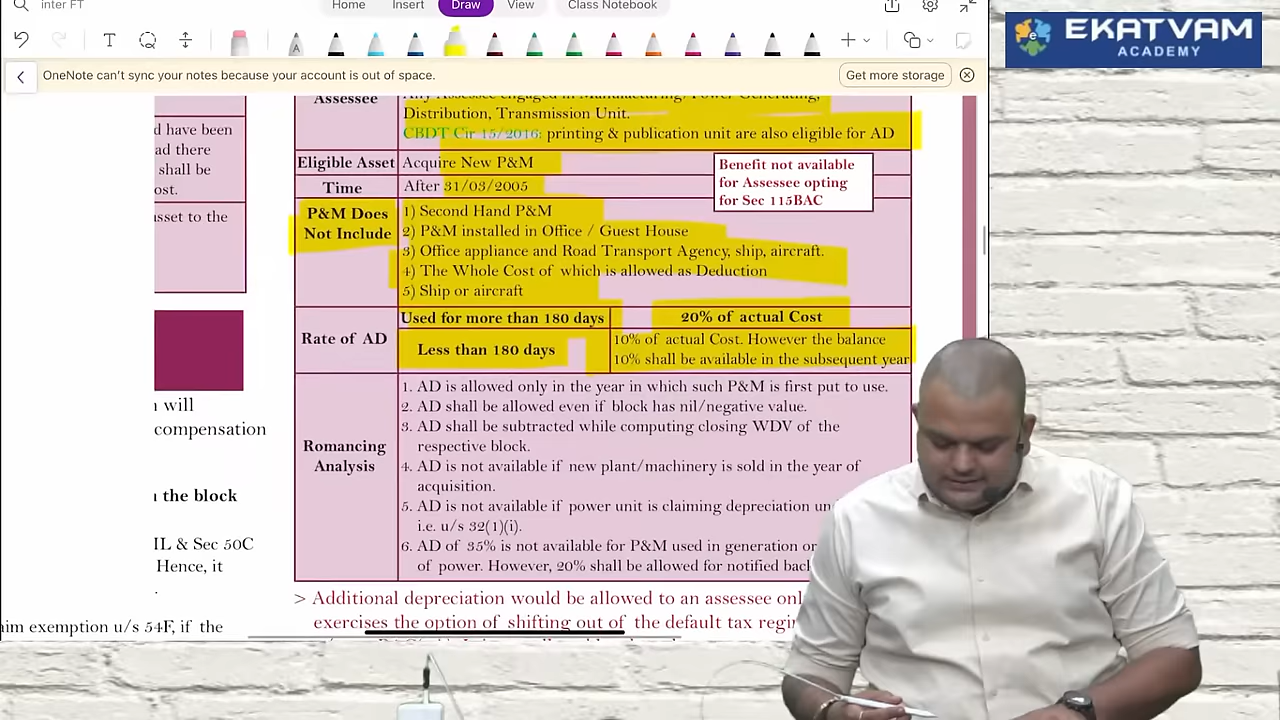 inter FT
Home Insert Draw View Class Notebook
OneNote can't sync your notes because your account is out of space.
Get more storage
EKATVAM
ACADEMY
d have been
ad there
shall be
ost.
asset to the
will
compensation
the block
IL & Sec 50C
Hence, it
.
aim exemption u/s 54F, if the
Assessee
Any Assessee engaged in Manufacturing, Power Generating,
Distribution, Transmission Unit.
CBDT Cir 15/2016: printing & publication unit are also eligible for AD
Eligible Asset
Acquire New P&M
Time
After 31/03/2005
Benefit not available
for Assessee opting
for Sec 115BAC
P&M Does
Not Include
1) Second Hand P&M
2) P&M installed in Office / Guest House
3) Office appliance and Road Transport Agency, ship, aircraft.
4) The Whole Cost of which is allowed as Deduction
5) Ship or aircraft
Rate of AD
Used for more than 180 days
20% of actual Cost
Less than 180 days
10% of actual Cost. However the balance
10% shall be available in the subsequent year
Romancing
Analysis
1. AD is allowed only in the year in which such P&M is first put to use.
2. AD shall be allowed even if block has nil/negative value.
3. AD shall be subtracted while computing closing WDV of the
respective block.
4. AD is not available if new plant/machinery is sold in the year of
acquisition.
5. AD is not available if power unit is claiming depreciation un
i.e. u/s 32(1)(i).
6. AD of 35% is not available for P&M used in generation or
of power. However, 20% shall be allowed for notified bac
> Additional depreciation would be allowed to an assessee onl
exercises the option of shifting out of the default tax regi